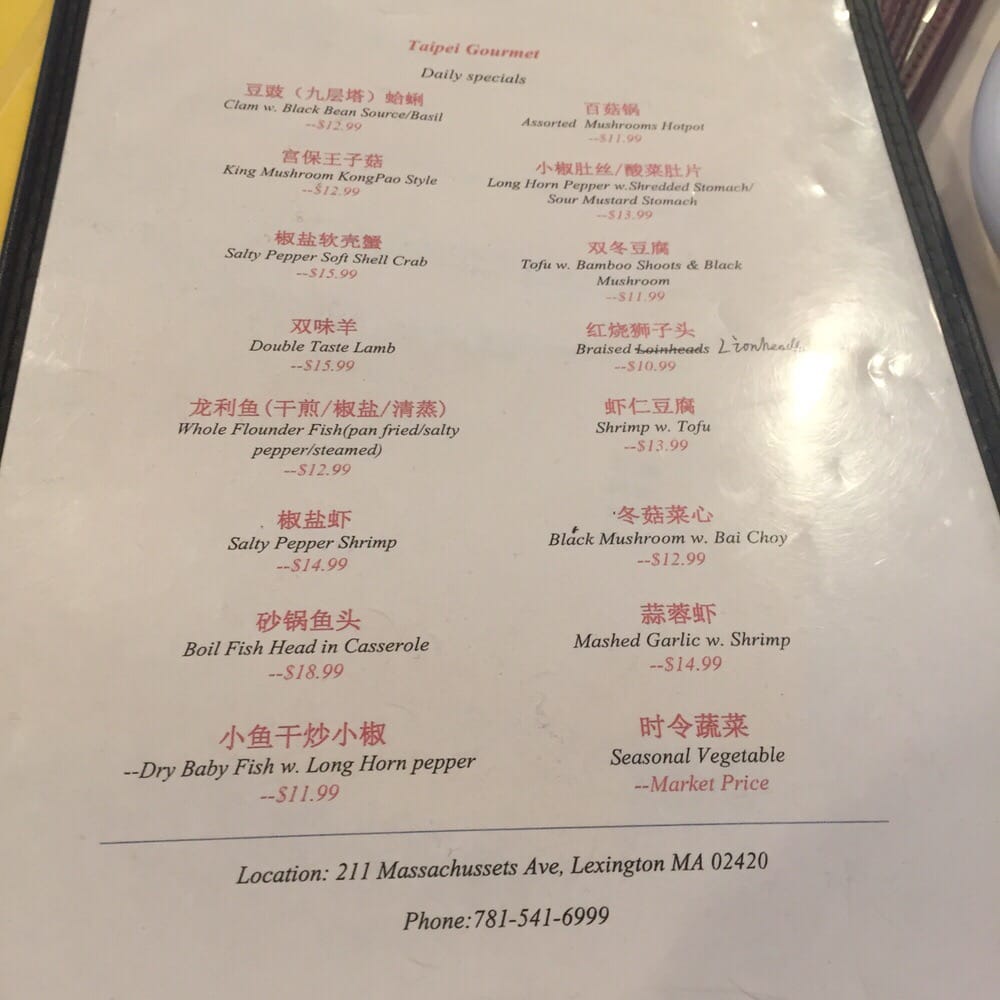 Taipei Gourmet
Daily specials
豆豉（九层塔）蛤蜊
Clam w. Black Bean Source/Basil
--$12.99
宫保王子菇
King Mushroom KongPao Style
--$12.99
椒盐软壳蟹
Salty Pepper Soft Shell Crab
--$15.99
双味羊
Double Taste Lamb
--$15.99
龙利鱼(干煎/椒盐/清蒸)
Whole Flounder Fish(pan fried/salty
pepper/steamed)
--$12.99
椒盐虾
Salty Pepper Shrimp
--$14.99
砂锅鱼头
Boil Fish Head in Casserole
--$18.99
小鱼干炒小椒
--Dry Baby Fish w. Long Horn pepper
--$11.99
百菇锅
Assorted Mushrooms Hotpot
--$11.99
小椒肚丝/酸菜肚片
Long Horn Pepper w.Shredded Stomach/
Sour Mustard Stomach
--$13.99
双冬豆腐
Tofu w. Bamboo Shoots & Black
Mushroom
--$11.99
红烧狮子头
Braised Loinheads Lionheads
--$10.99
虾仁豆腐
Shrimp w. Tofu
--$13.99
冬菇菜心
Black Mushroom w. Bai Choy
--$12.99
蒜蓉虾
Mashed Garlic w. Shrimp
--$14.99
时令蔬菜
Seasonal Vegetable
--Market Price
Location: 211 Massachussets Ave, Lexington MA 02420
Phone:781-541-6999